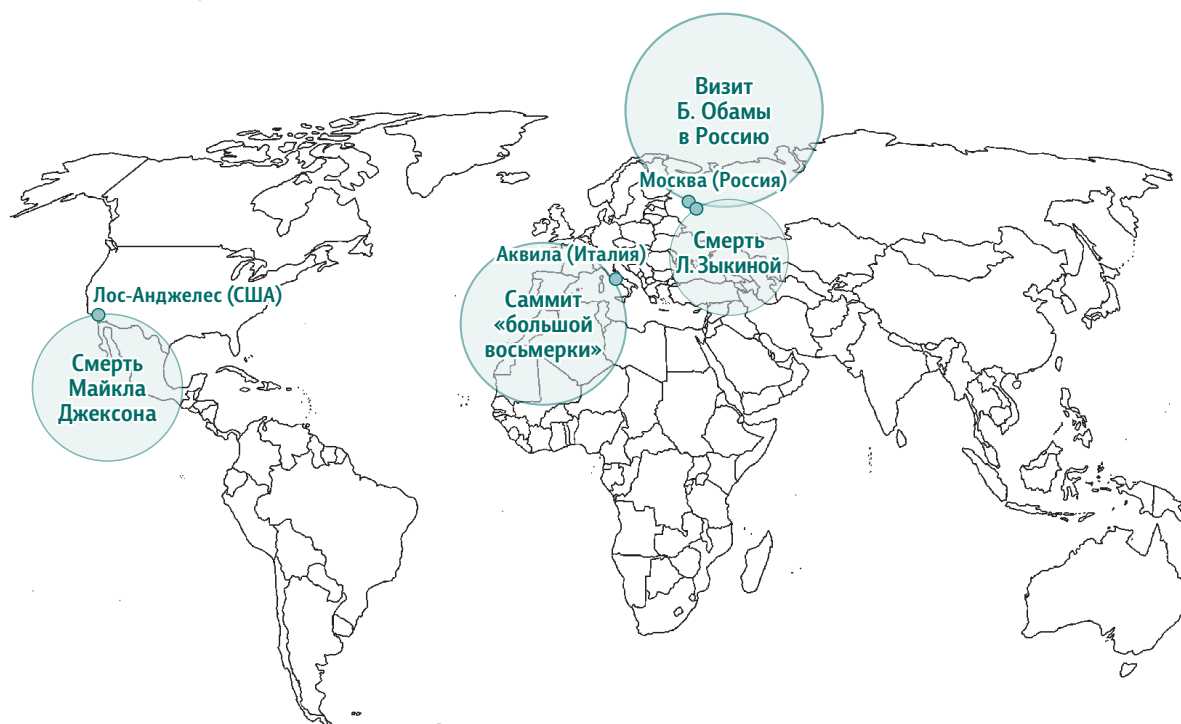 Визит
Б. Обамы
в Россию
Москва (Россия)
Смерть
Л. Зыкиной
Аквила (Италия)
Саммит
«большой
восьмерки»
Лос-Анджелес (США)
Смерть
Майкла
Джексона